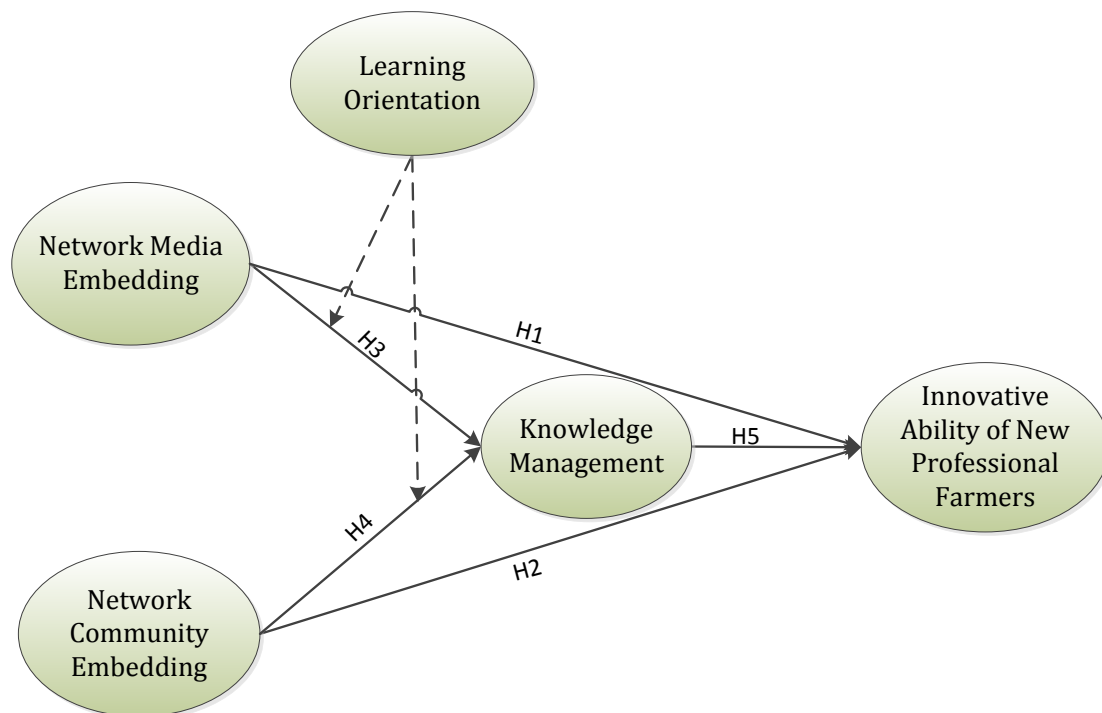 Learning
Orientation
Network Media
Embedding
H1
H3
Knowledge
Management
H5
Innovative
Ability of New
Professional
Farmers
H4
H2
Network
Community
Embedding